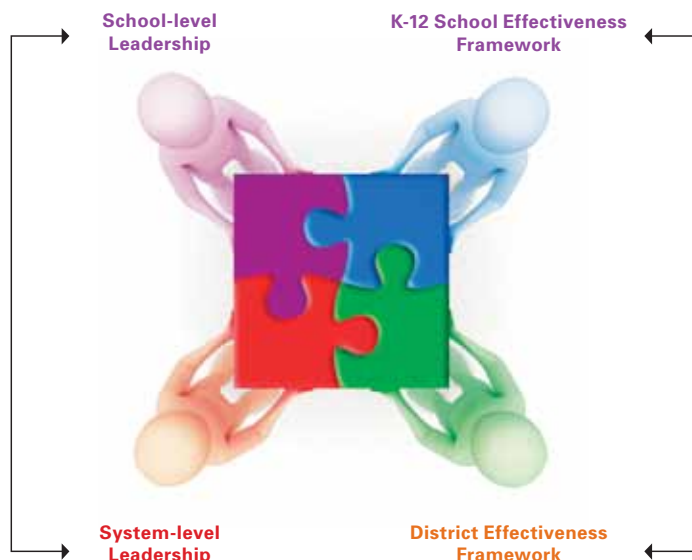 School-level
Leadership
K-12 School Effectiveness
Framework
System-level
Leadership
District Effectiveness
Framework